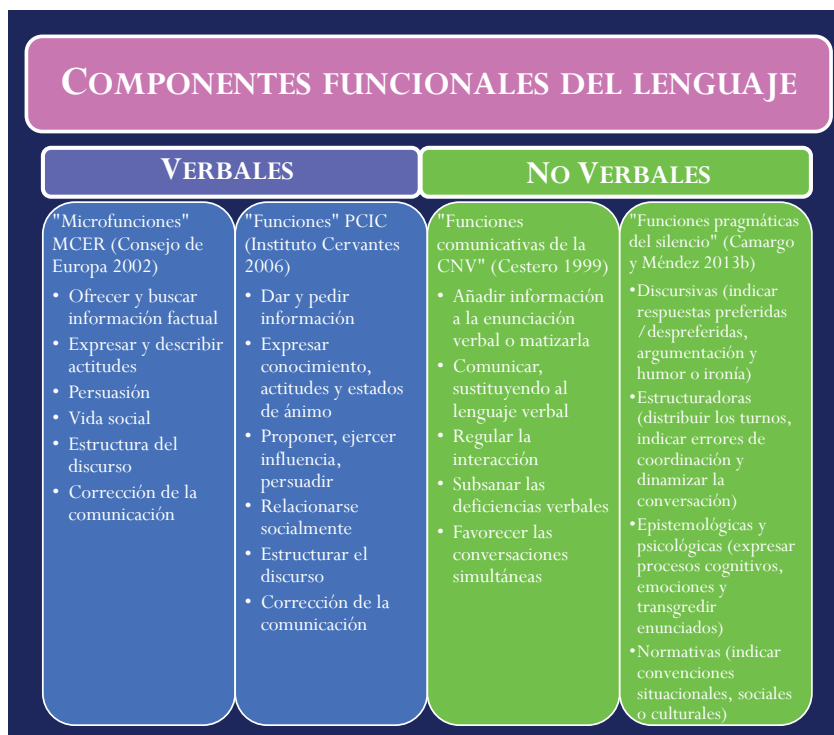 COMPONENTES FUNCIONALES DEL LENGUAJE
VERBALES
NO VERBALES
"Microfunciones"
MCER (Consejo de
Europa 2002)
• Ofrecer y buscar
información factual
• Expresar y describir
actitudes
• Persuasión
• Vida social
• Estructura del
discurso
• Corrección de la
comunicación
"Funciones" PCIC
(Instituto Cervantes
2006)
• Dar y pedir
información
• Expresar
conocimiento,
actitudes y estados
de ánimo
• Proponer, ejercer
influencia,
persuadir
• Relacionarse
socialmente
• Estructurar el
discurso
• Corrección de la
comunicación
"Funciones
comunicativas de la
CNV" (Cestero 1999)
• Añadir información
a la enunciación
verbal o matizarla
• Comunicar,
sustituyendo al
lenguaje verbal
• Regular la
interacción
• Subsanar las
deficiencias verbales
• Favorecer las
conversaciones
simultáneas
"Funciones pragmáticas
del silencio" (Camargo
y Méndez 2013b)
•Discursivas (indicar
respuestas preferidas
/despreferidas,
argumentación y
humor o ironía)
•Estructuradoras
(distribuir los turnos,
indicar errores de
coordinación y
dinamizar la
conversación)
•Epistemológicas y
psicológicas (expresar
procesos cognitivos,
emociones y
transgredir
enunciados)
•Normativas (indicar
convenciones
situacionales, sociales
o culturales)